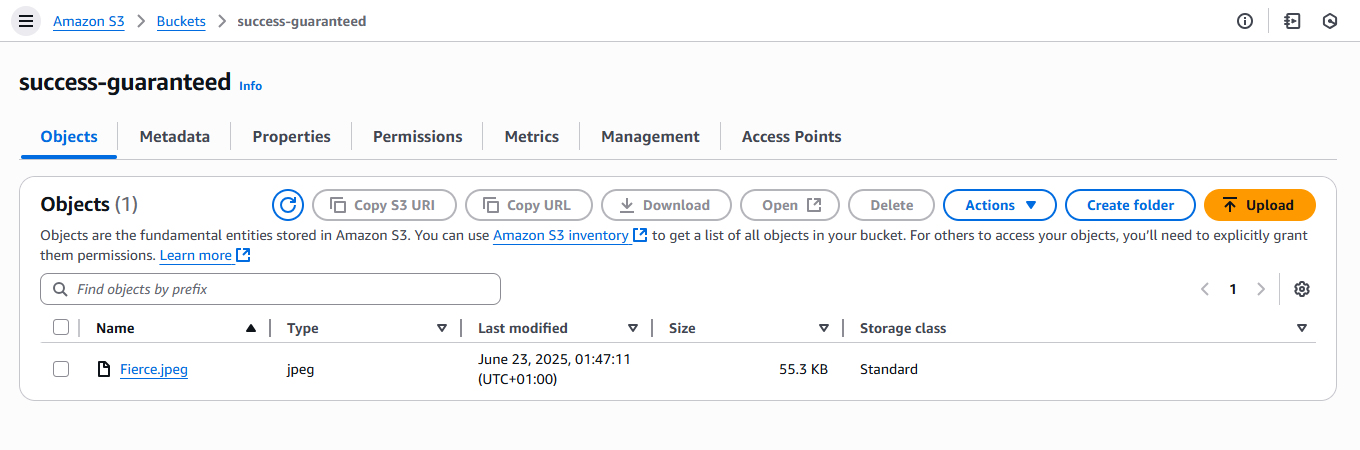 Amazon S3 > Buckets > success-guaranteed
success-guaranteed Info
Objects Metadata Properties Permissions Metrics Management Access Points
Objects (1) Copy S3 URI Copy URL Download Open Delete Actions Create folder Upload
Objects are the fundamental entities stored in Amazon S3. You can use Amazon S3 inventory to get a list of all objects in your bucket. For others to access your objects, you’ll need to explicitly grant
them permissions. Learn more
Find objects by prefix 1
Name Type Last modified Size Storage class
Fierce.jpeg jpeg June 23, 2025, 01:47:11 55.3 KB Standard
(UTC+01:00)